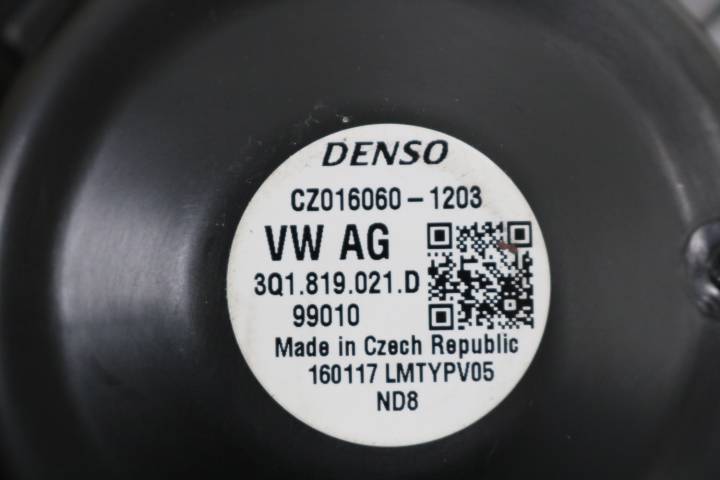 DENSO
CZ016060-1203
VW AG
3Q1.819.021.D
99010
Made in Czech Republic
160117 LMTYPV05
ND8